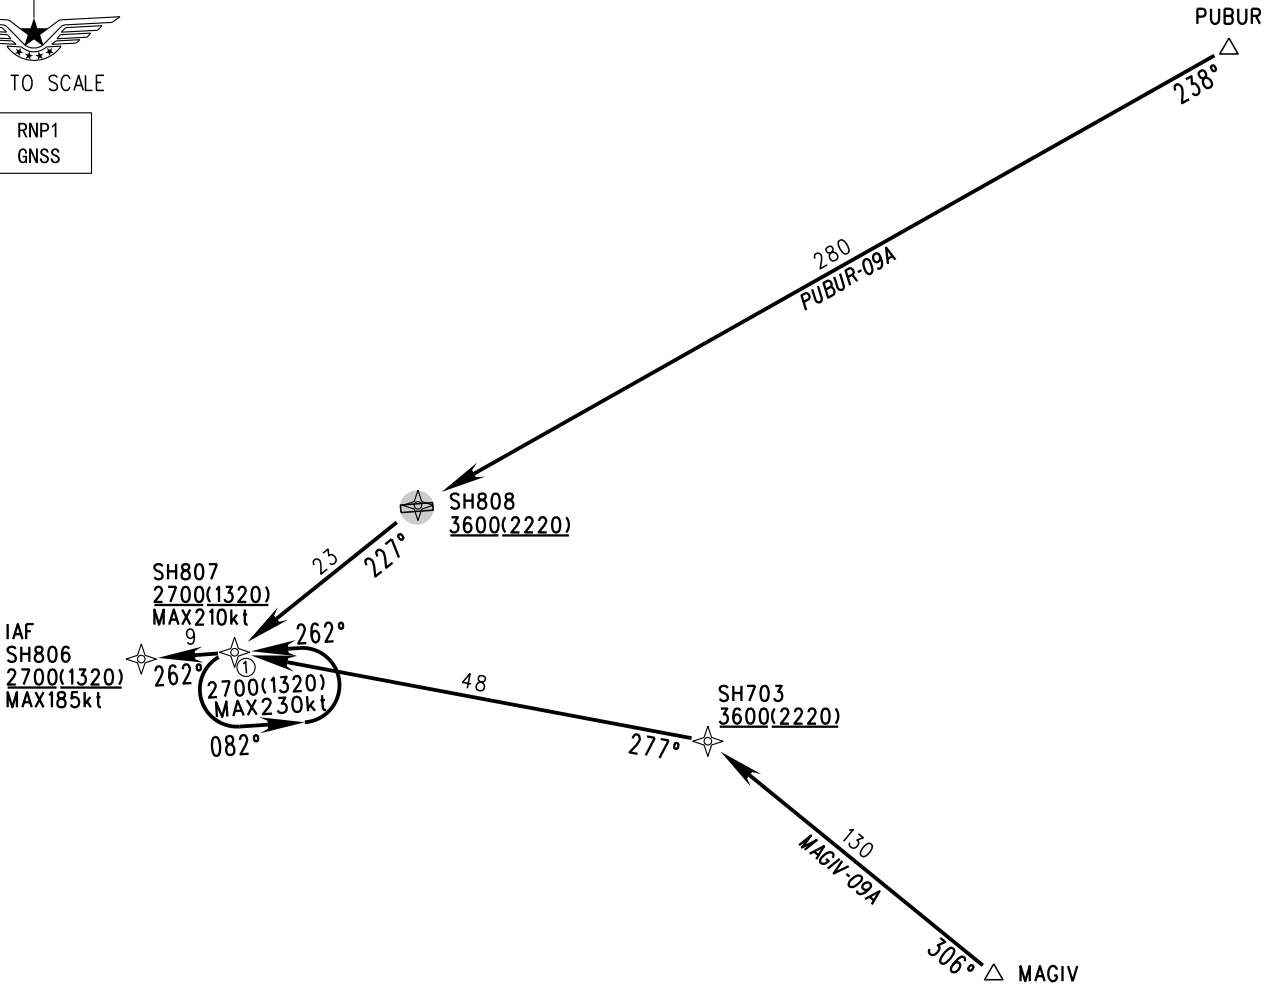 PUBUR
TO SCALE
238°
RNP1
GNSS
280
PUBUR-09A
SH808
3600(2220)
23
227°
SH807
2700(1320)
MAX210kt
IAF
SH806
2700(1320)
MAX185kt
9
262°
262°
①
2700(1320)
MAX230kt
082°
48
277°
SH703
3600(2220)
130
MAGIV-09A
306°
MAGIV